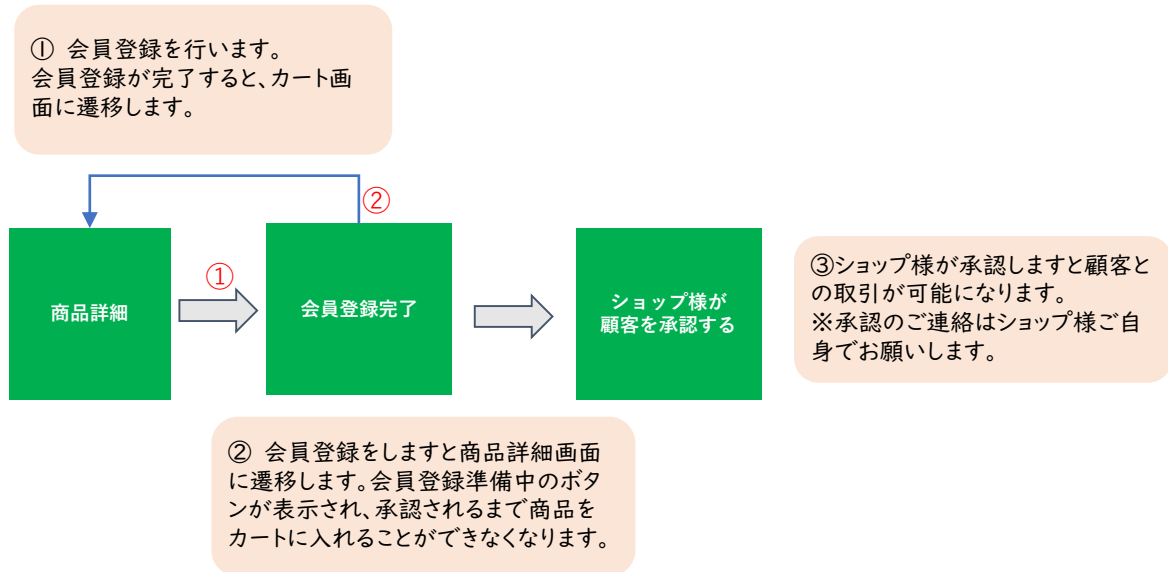 ① 会員登録を行います。
会員登録が完了すると、カート画
面に遷移します。
②
商品詳細
①
会員登録完了
ショップ様が
顧客を承認する
③ショップ様が承認しますと顧客と
の取引が可能になります。
※承認のご連絡はショップ様ご自
身でお願いします。
② 会員登録をしますと商品詳細画面
に遷移します。会員登録準備中のボタ
ンが表示され、承認されるまで商品を
カートに入れることができなくなります。